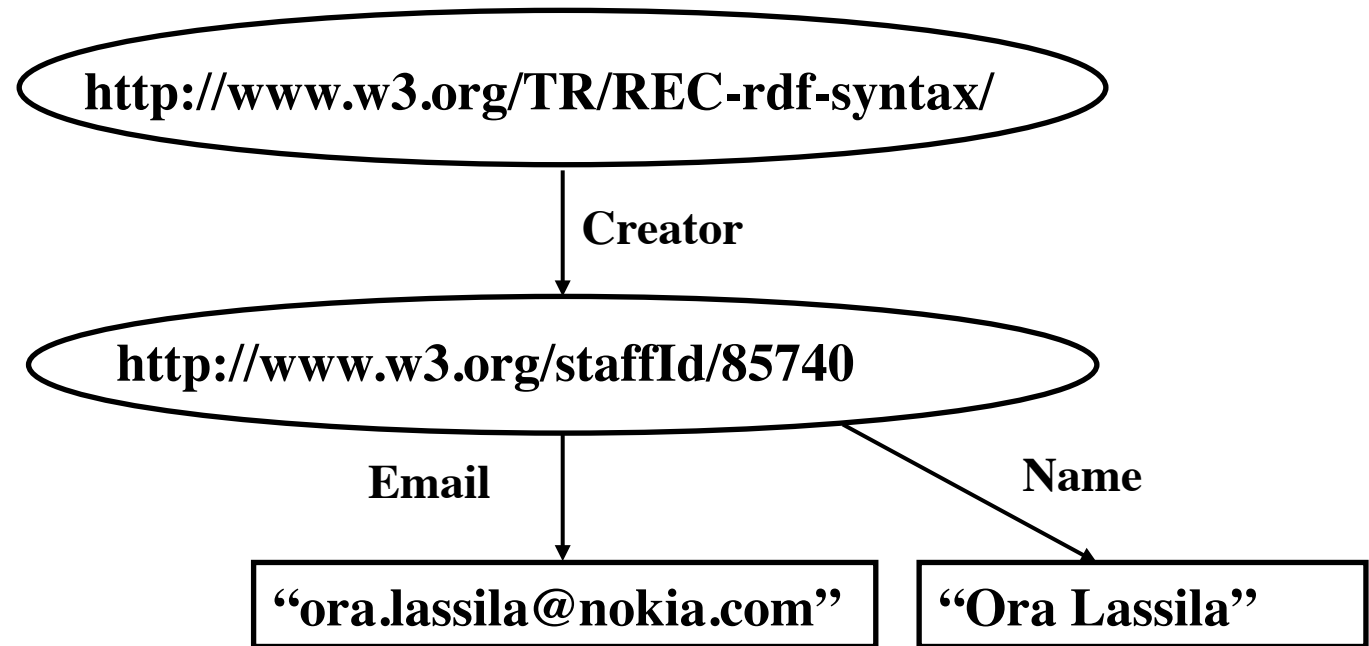 http://www.w3.org/TR/REC-rdf-syntax/
Creator
http://www.w3.org/staffId/85740
Email
Name
“ora.lassila@nokia.com”
“Ora Lassila”